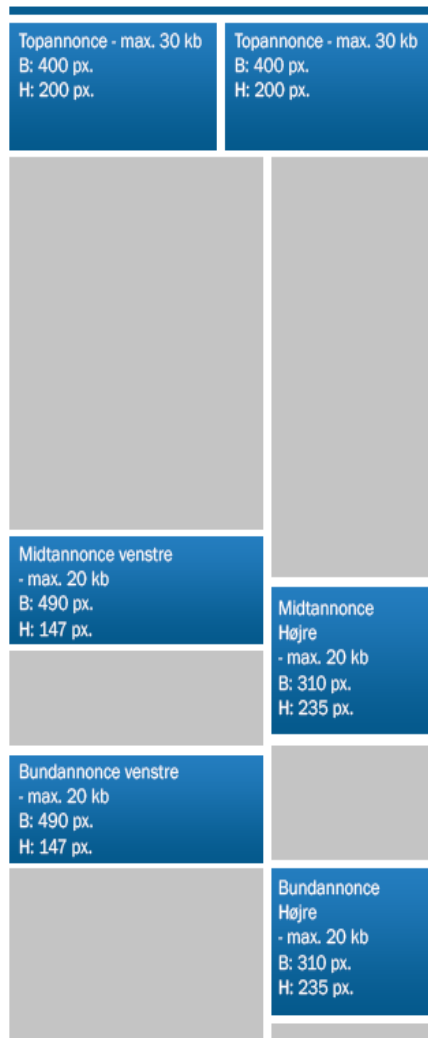 Topannonce - max. 30 kb
B: 400 px.
H: 200 px.
Topannonce - max. 30 kb
B: 400 px.
H: 200 px.
Midtannonce venstre
- max. 20 kb
B: 490 px.
H: 147 px.
Midtannonce
Højre
- max. 20 kb
B: 310 px.
H: 235 px.
Bundannonce venstre
- max. 20 kb
B: 490 px.
H: 147 px.
Bundannonce
Højre
- max. 20 kb
B: 310 px.
H: 235 px.